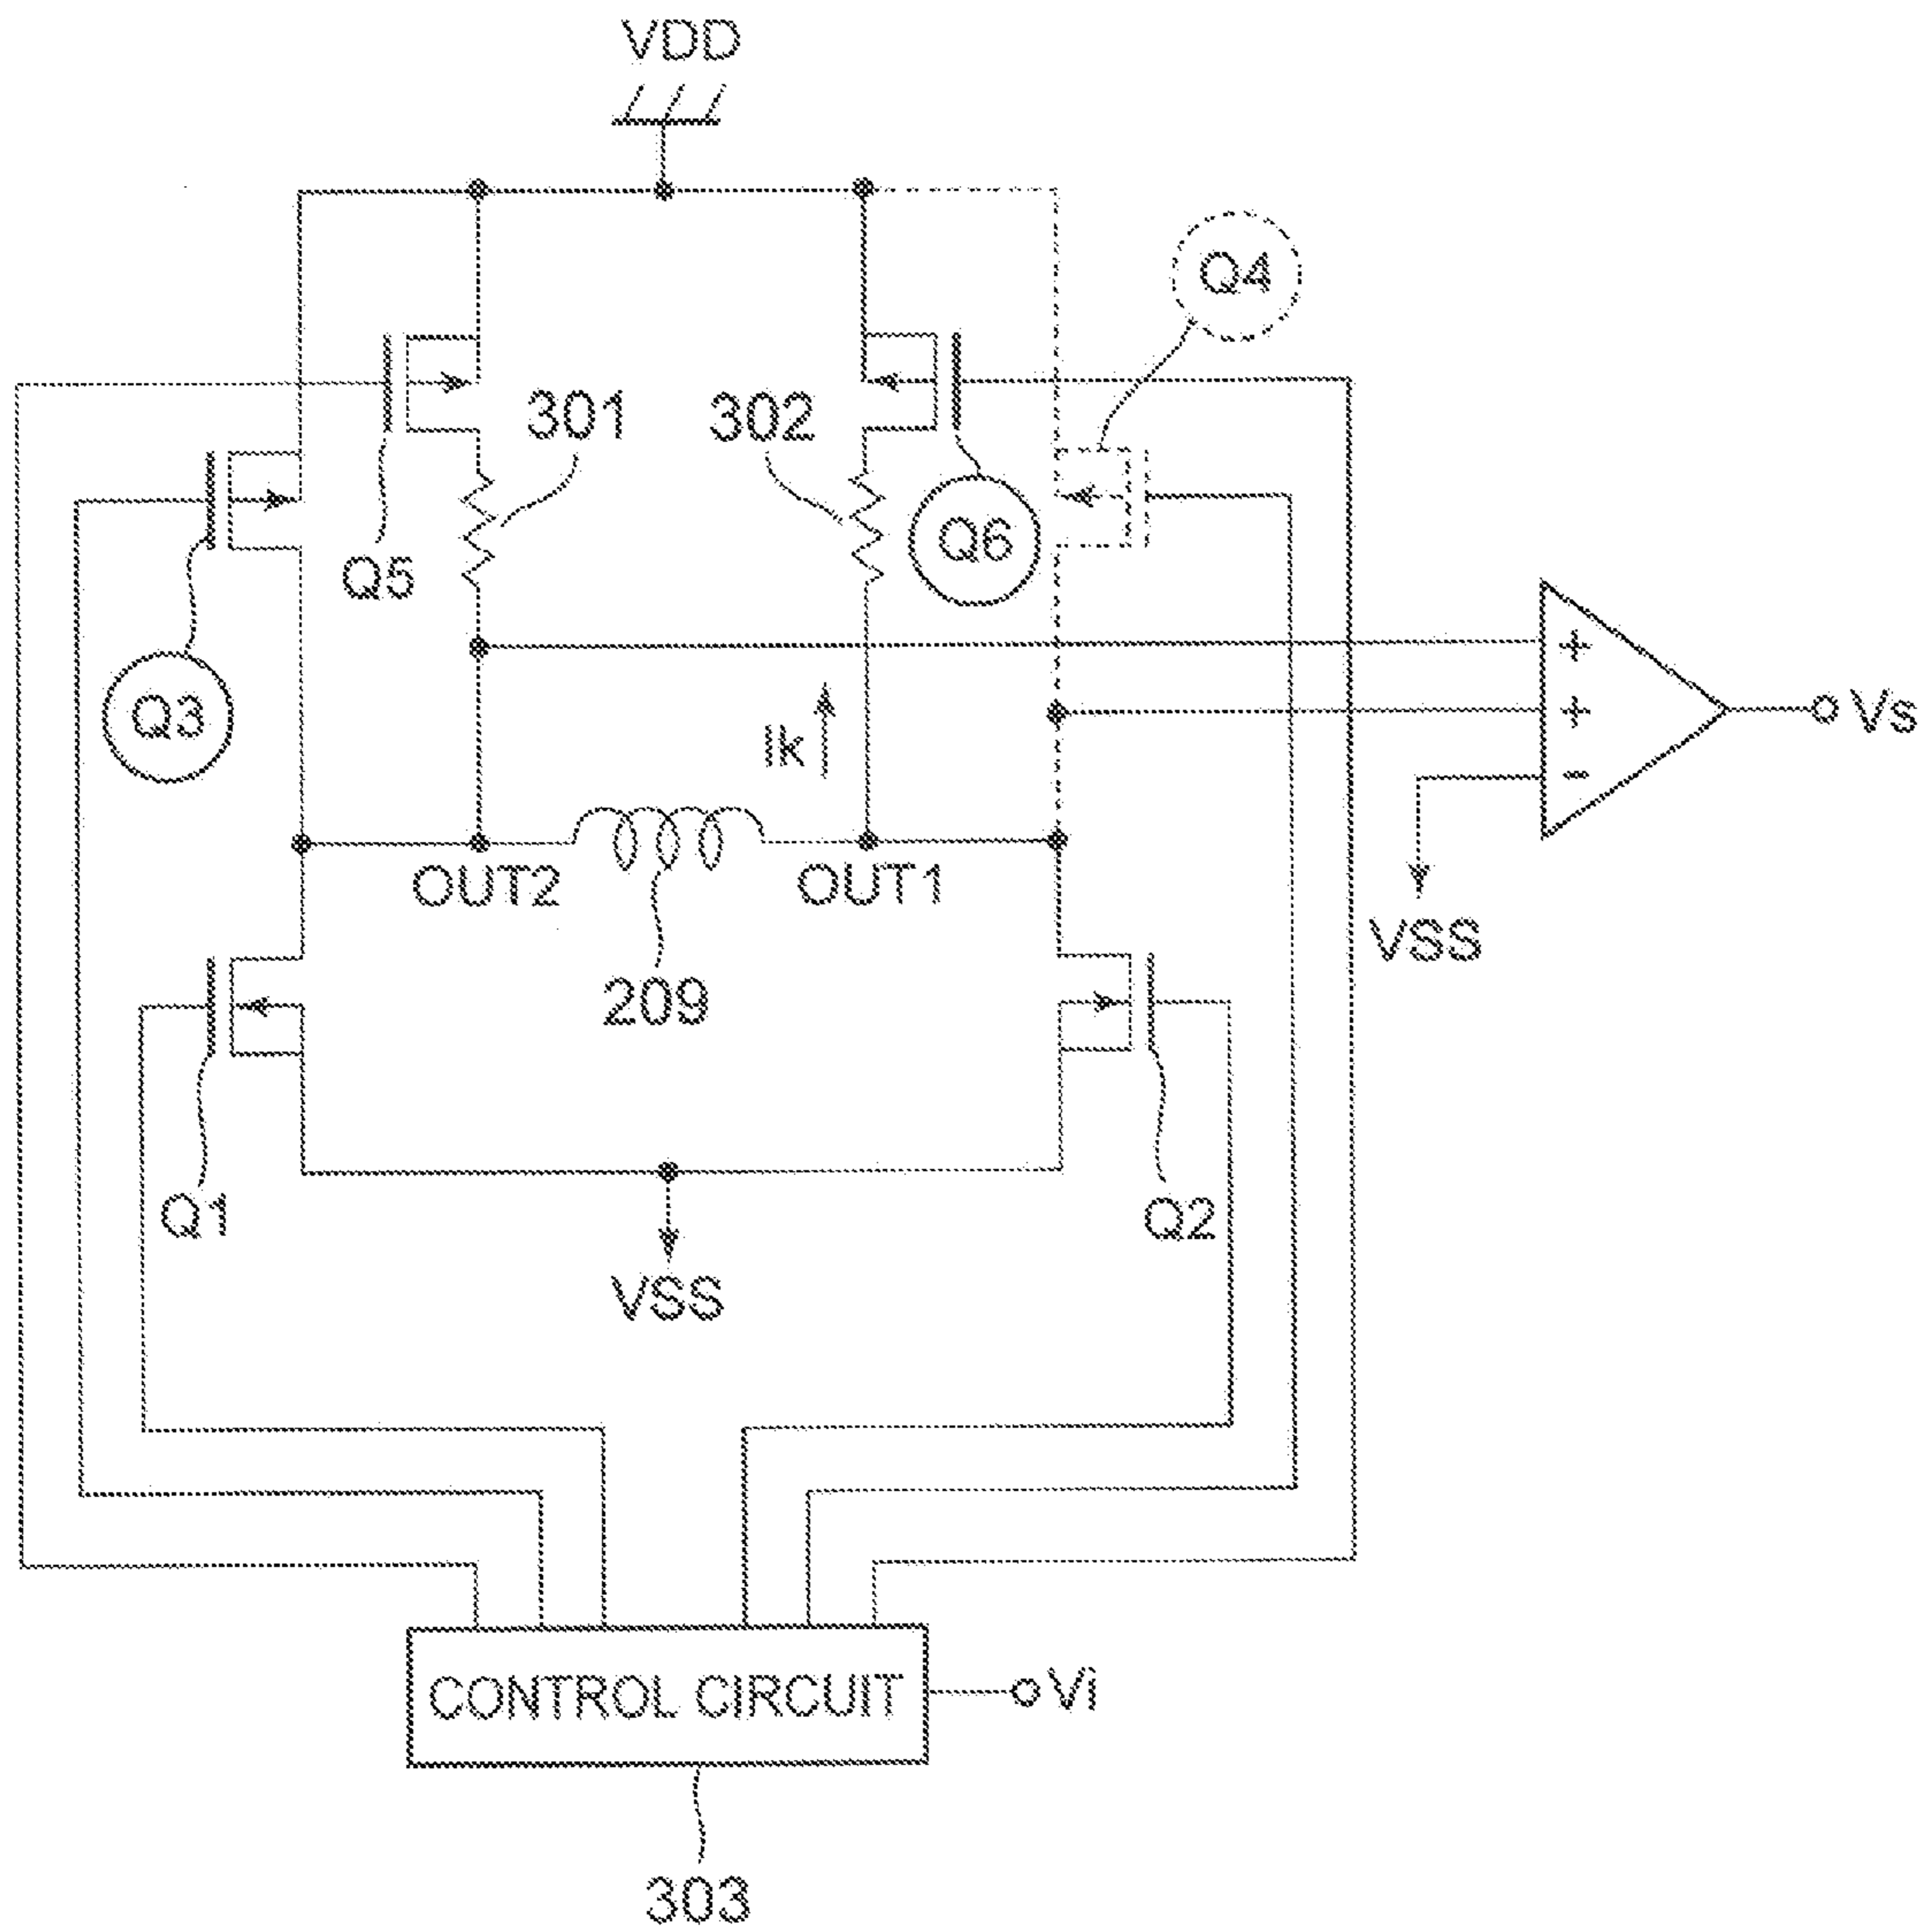 VDD
Q4
301
302
Q5
Q6
Q3
Ik
+
+
-
Vs
OUT2
OUT1
VSS
209
Q1
Q2
VSS
CONTROL CIRCUIT
Vi
303